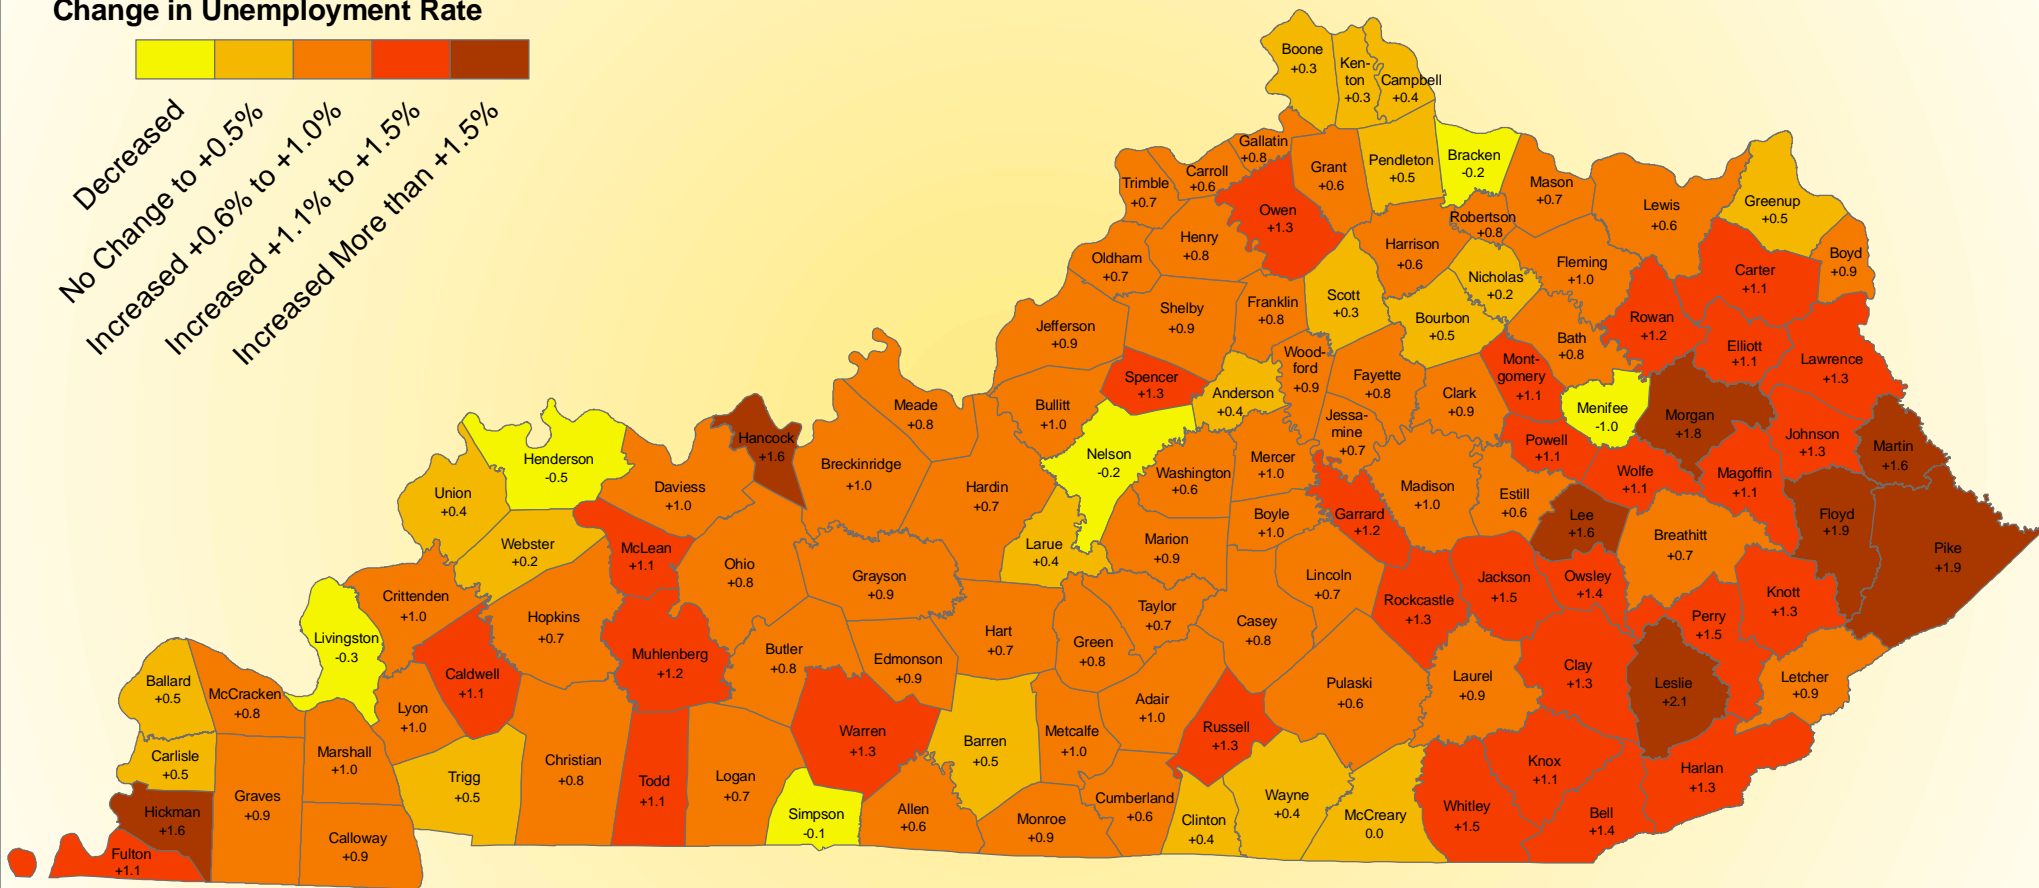 Change in Unemployment Rate
Decreased
No Change to +0.5%
Increased +0.6% to +1.0%
Increased +1.1% to +1.5%
Increased More than +1.5%
Boone
+0.3
Ken-
ton
+0.3
Campbell
+0.4
Gallatin
+0.8
Carroll
+0.6
Trimble
+0.7
Grant
+0.6
Pendleton
+0.5
Bracken
-0.2
Mason
+0.7
Robertson
+0.8
Lewis
+0.6
Greenup
+0.5
Boyd
+0.9
Owen
+1.3
Henry
+0.8
Oldham
+0.7
Harrison
+0.6
Nicholas
+0.2
Fleming
+1.0
Carter
+1.1
Jefferson
+0.9
Shelby
+0.9
Franklin
+0.8
Scott
+0.3
Bourbon
+0.5
Bath
+0.8
Rowan
+1.2
Elliott
+1.1
Lawrence
+1.3
Spencer
+1.3
Anderson
+0.4
Wood-
ford
+0.9
Fayette
+0.8
Clark
+0.9
Mont-
gomery
+1.1
Menifee
-1.0
Morgan
+1.8
Johnson
+1.3
Martin
+1.6
Meade
+0.8
Bullitt
+1.0
Nelson
-0.2
Jessa-
mine
+0.7
Powell
+1.1
Wolfe
+1.1
Magoffin
+1.1
Floyd
+1.9
Pike
+1.9
Hancock
+1.6
Breckinridge
+1.0
Hardin
+0.7
Washington
+0.6
Mercer
+1.0
Madison
+1.0
Estill
+0.6
Lee
+1.6
Breathitt
+0.7
Henderson
-0.5
Union
+0.4
Daviess
+1.0
Webster
+0.2
McLean
+1.1
Ohio
+0.8
Grayson
+0.9
Larue
+0.4
Marion
+0.9
Boyle
+1.0
Garrard
+1.2
Lincoln
+0.7
Rockcastle
+1.3
Jackson
+1.5
Owsley
+1.4
Perry
+1.5
Knott
+1.3
Crittenden
+1.0
Livingston
-0.3
Hopkins
+0.7
Caldwell
+1.1
Muhlenberg
+1.2
Butler
+0.8
Edmonson
+0.9
Hart
+0.7
Green
+0.8
Taylor
+0.7
Casey
+0.8
Pulaski
+0.6
Laurel
+0.9
Clay
+1.3
Leslie
+2.1
Letcher
+0.9
Ballard
+0.5
McCracken
+0.8
Lyon
+1.0
Marshall
+1.0
Carlisle
+0.5
Hickman
+1.6
Fulton
+1.1
Graves
+0.9
Calloway
+0.9
Trigg
+0.5
Christian
+0.8
Todd
+1.1
Logan
+0.7
Warren
+1.3
Simpson
-0.1
Allen
+0.6
Barren
+0.5
Metcalfe
+1.0
Adair
+1.0
Russell
+1.3
Monroe
+0.9
Cumberland
+0.6
Clinton
+0.4
Wayne
+0.4
McCreary
0.0
Whitley
+1.5
Knox
+1.1
Bell
+1.4
Harlan
+1.3